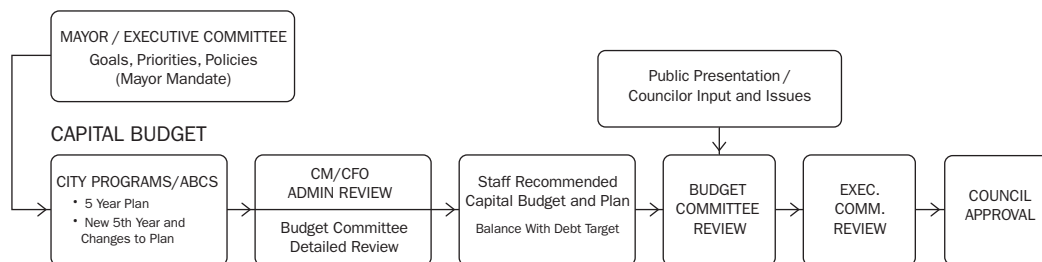 MAYOR / EXECUTIVE COMMITTEE
Goals, Priorities, Policies
(Mayor Mandate)
Public Presentation /
Councilor Input and Issues
CAPITAL BUDGET
CITY PROGRAMS/ABCS
• 5 Year Plan
• New 5th Year and
Changes to Plan
CM/CFO
ADMIN REVIEW
Budget Committee
Detailed Review
Staff Recommended
Capital Budget and Plan
Balance With Debt Target
BUDGET
COMMITTEE
REVIEW
EXEC.
COMM.
REVIEW
COUNCIL
APPROVAL